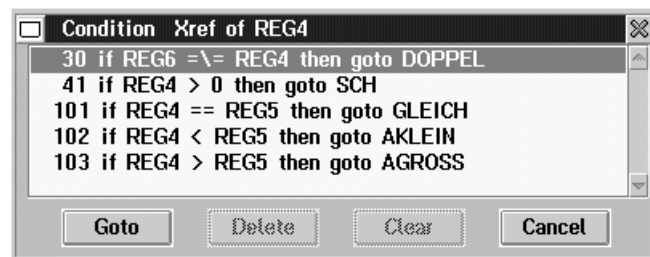 Condition Xref of REG4
30 if REG6 =\= REG4 then goto DOPPEL
41 if REG4 > 0 then goto SCH
101 if REG4 == REG5 then goto GLEICH
102 if REG4 < REG5 then goto AKLEIN
103 if REG4 > REG5 then goto AGROSS
Goto Delete Clear Cancel